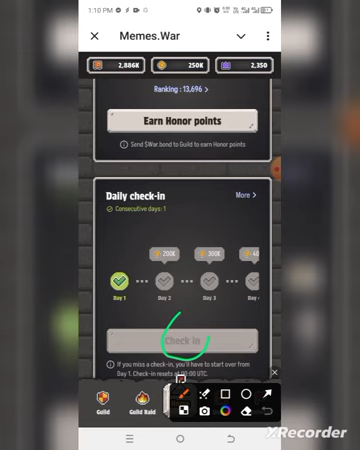 1:10 PM
Memes.War
2,886K 250K 2,350
Ranking : 13,696 >
Earn Honor points
Send $War bond to Guild to earn Honor points
Daily check-in More >
Consecutive days: 1
200K 300K
Day 1 Day 2 Day 3
Check in
If you miss a check-in, you'll have to start over from
Day 1. Check-in resets at 00:00 UTC.
Guild Guild Raid
XRecorder